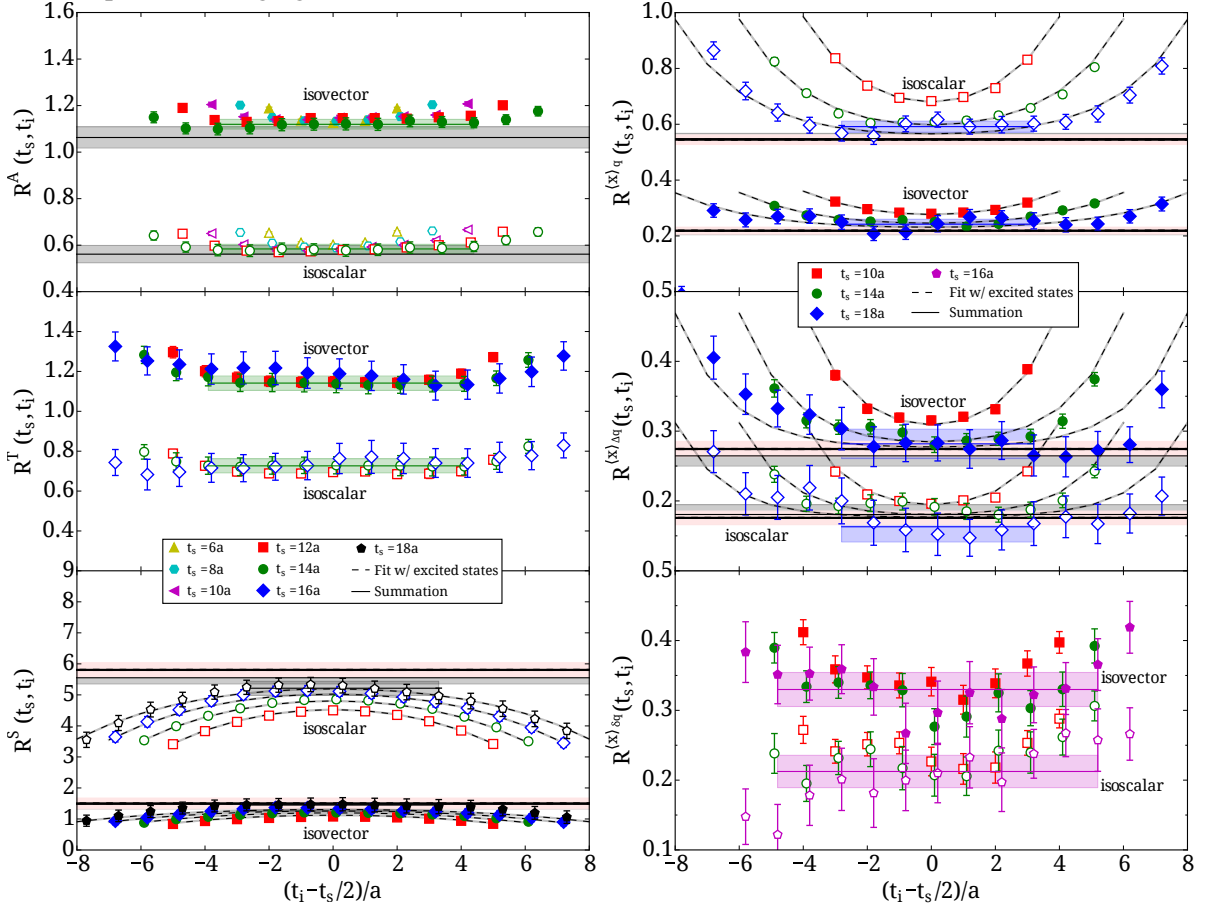 1.6
1.4
1.2
1.0
0.8
0.6
0.4
R^A (t_s, t_i)
isovector
isoscalar
1.4
1.2
1.0
0.8
0.6
0.4
R^T (t_s, t_i)
isovector
isoscalar
t_s =6a
t_s =8a
t_s =10a
t_s =12a
t_s =14a
t_s =16a
t_s =18a
Fit w/ excited states
Summation
9
8
7
6
5
4
3
2
1
0
R^S (t_s, t_i)
isoscalar
isovector
−8 −6 −4 −2 0 2 4 6 8
(t_i−t_s/2)/a
1.0
0.8
0.6
0.4
0.2
R^⟨x⟩q (t_s, t_i)
isoscalar
isovector
t_s =10a
t_s =14a
t_s =18a
t_s =16a
Fit w/ excited states
Summation
0.5
0.4
0.3
0.2
R^⟨x⟩Δq (t_s, t_i)
isovector
isoscalar
0.5
0.4
0.3
0.2
0.1
R^⟨x⟩δq (t_s, t_i)
isovector
isoscalar
−8 −6 −4 −2 0 2 4 6 8
(t_i−t_s/2)/a